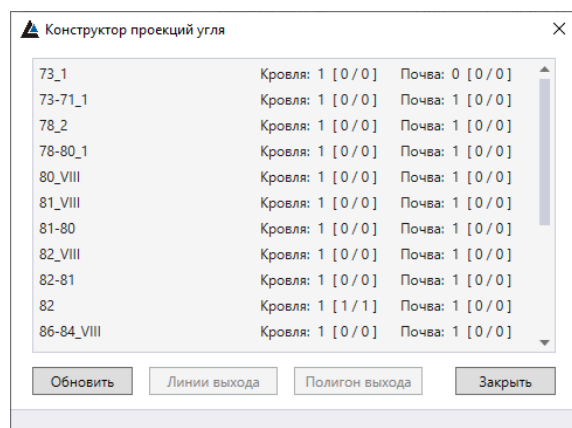 Конструктор проекций угля
73_1 Кровля: 1 [ 0 / 0 ] Почва: 0 [ 0 / 0 ]
73-71_1 Кровля: 1 [ 0 / 0 ] Почва: 1 [ 0 / 0 ]
78_2 Кровля: 1 [ 0 / 0 ] Почва: 1 [ 0 / 0 ]
78-80_1 Кровля: 1 [ 0 / 0 ] Почва: 1 [ 0 / 0 ]
80_VIII Кровля: 1 [ 0 / 0 ] Почва: 1 [ 0 / 0 ]
81_VIII Кровля: 1 [ 0 / 0 ] Почва: 1 [ 0 / 0 ]
81-80 Кровля: 1 [ 0 / 0 ] Почва: 1 [ 0 / 0 ]
82_VIII Кровля: 1 [ 0 / 0 ] Почва: 1 [ 0 / 0 ]
82-81 Кровля: 1 [ 0 / 0 ] Почва: 1 [ 0 / 0 ]
82 Кровля: 1 [ 1 / 1 ] Почва: 1 [ 0 / 0 ]
86-84_VIII Кровля: 1 [ 0 / 0 ] Почва: 1 [ 0 / 0 ]
Обновить Линии выхода Полигон выхода Закрыть